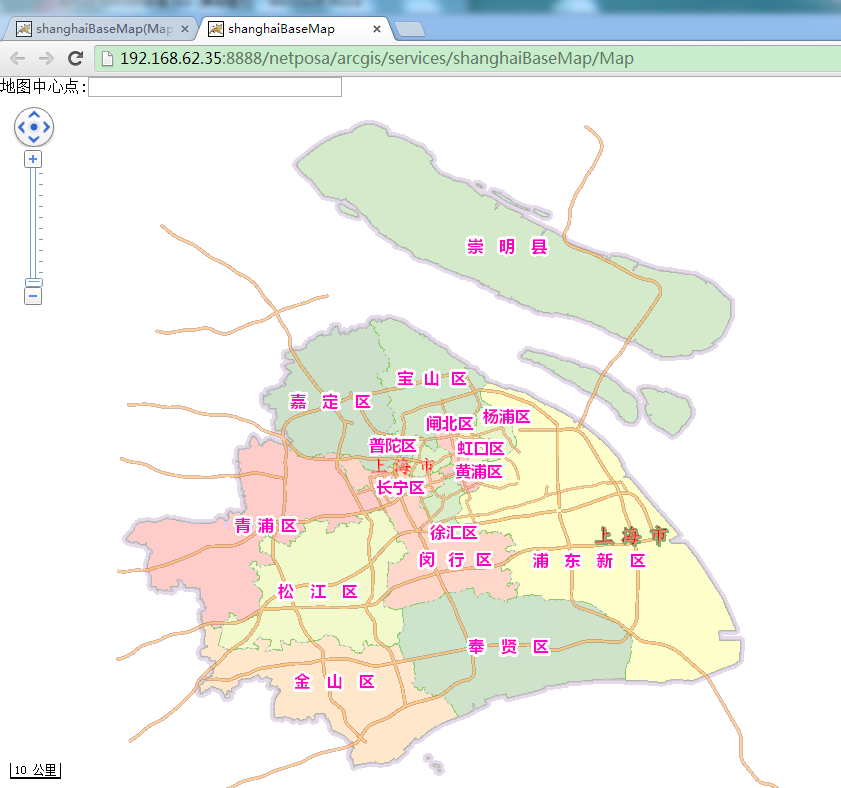 shanghaiBaseMap(Map
shanghaiBaseMap
192.168.62.35:8888/netposa/arcgis/services/shanghaiBaseMap/Map
地图中心点:
崇明县
宝山区
嘉定区
杨浦区
闸北区
普陀区
虹口区
上海市
黄浦区
长宁区
青浦区
徐汇区
上海市
闵行区
浦东新区
松江区
奉贤区
金山区
10 公里